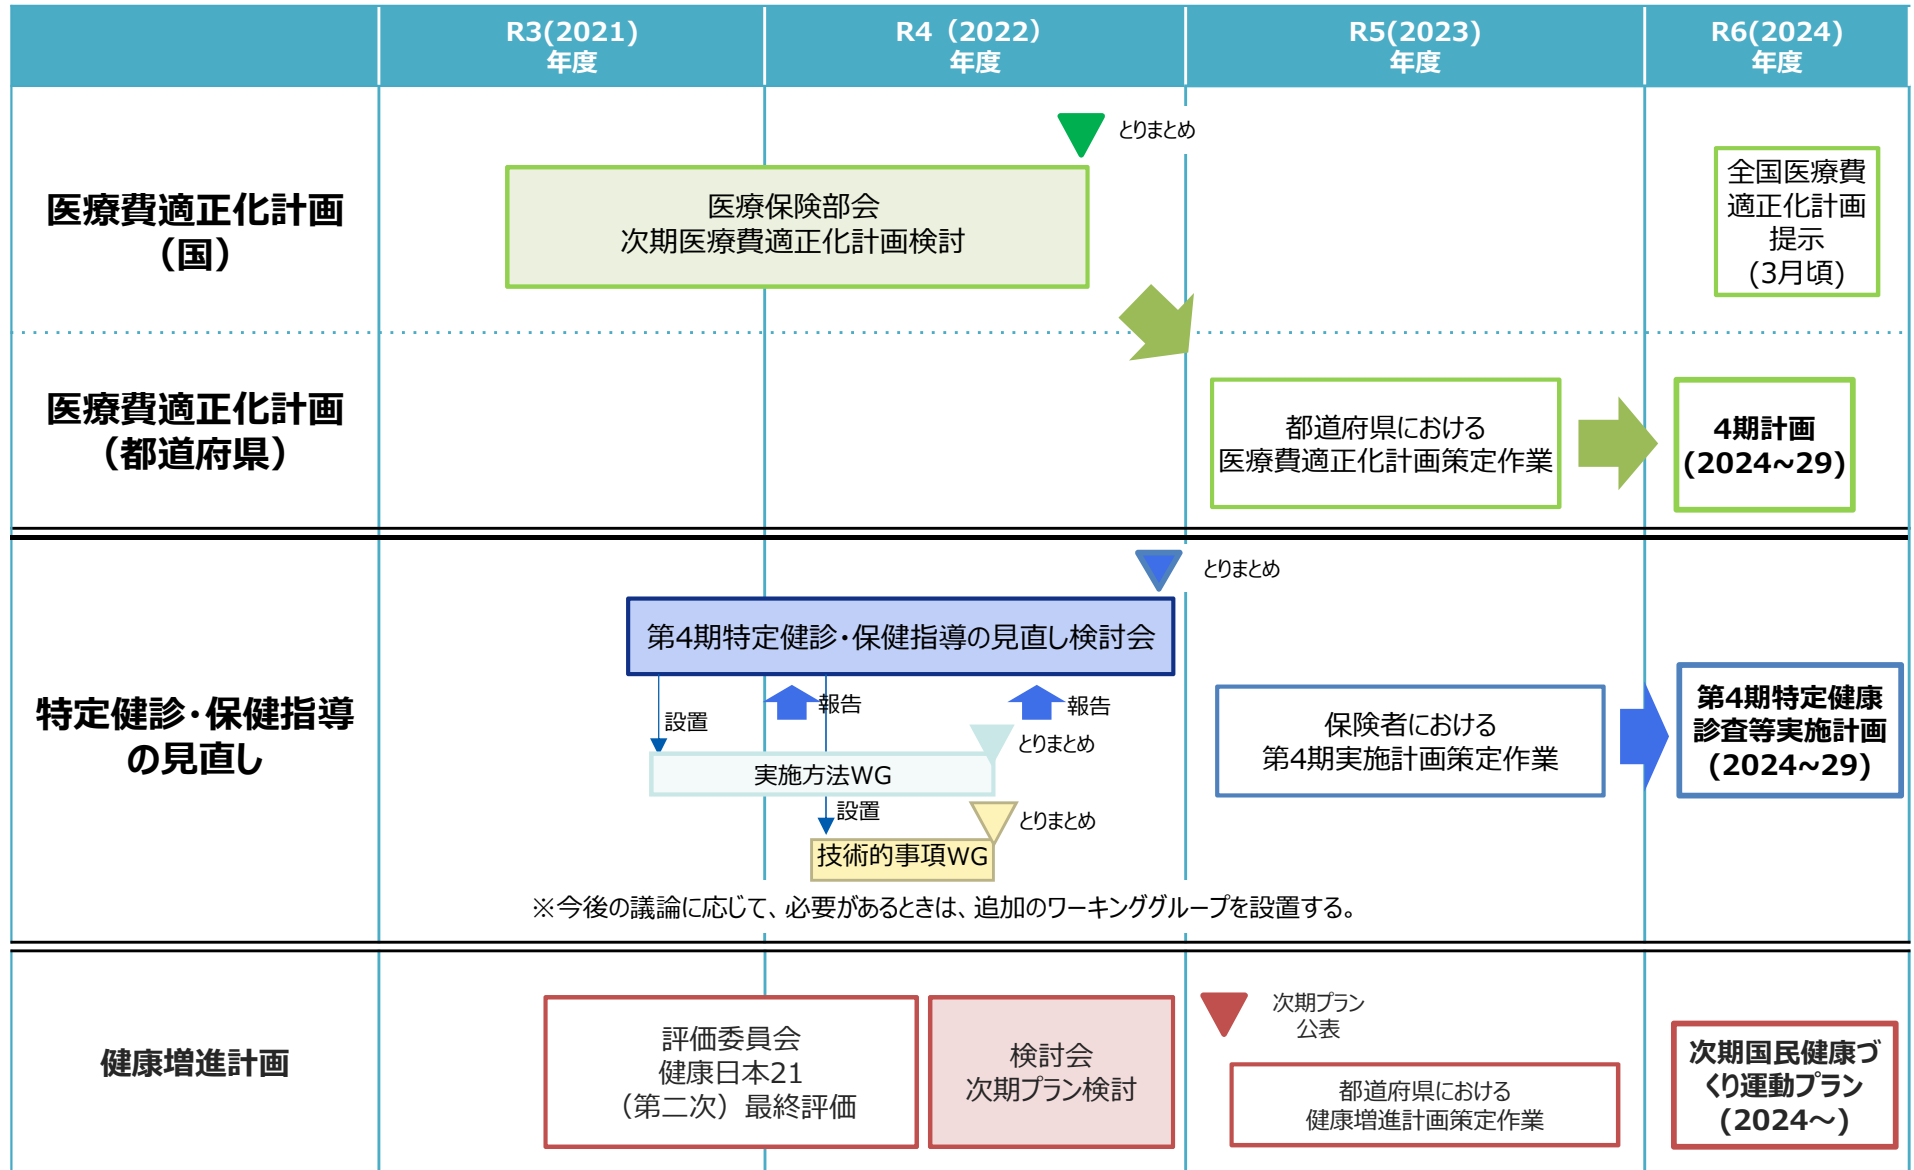 R3(2021)
年度
R4（2022）
年度
R5(2023)
年度
R6(2024)
年度
医療費適正化計画
（国）
とりまとめ
医療保険部会
次期医療費適正化計画検討
全国医療費
適正化計画
提示
(3月頃)
医療費適正化計画
（都道府県）
都道府県における
医療費適正化計画策定作業
4期計画
(2024~29)
特定健診・保健指導
の見直し
とりまとめ
第4期特定健診・保健指導の見直し検討会
設置
報告
報告
とりまとめ
実施方法WG
設置
とりまとめ
技術的事項WG
※今後の議論に応じて、必要があるときは、追加のワーキンググループを設置する。
保険者における
第4期実施計画策定作業
第4期特定健康
診査等実施計画
(2024~29)
健康増進計画
評価委員会
健康日本21
（第二次）最終評価
検討会
次期プラン検討
次期プラン
公表
都道府県における
健康増進計画策定作業
次期国民健康づ
くり運動プラン
(2024～)